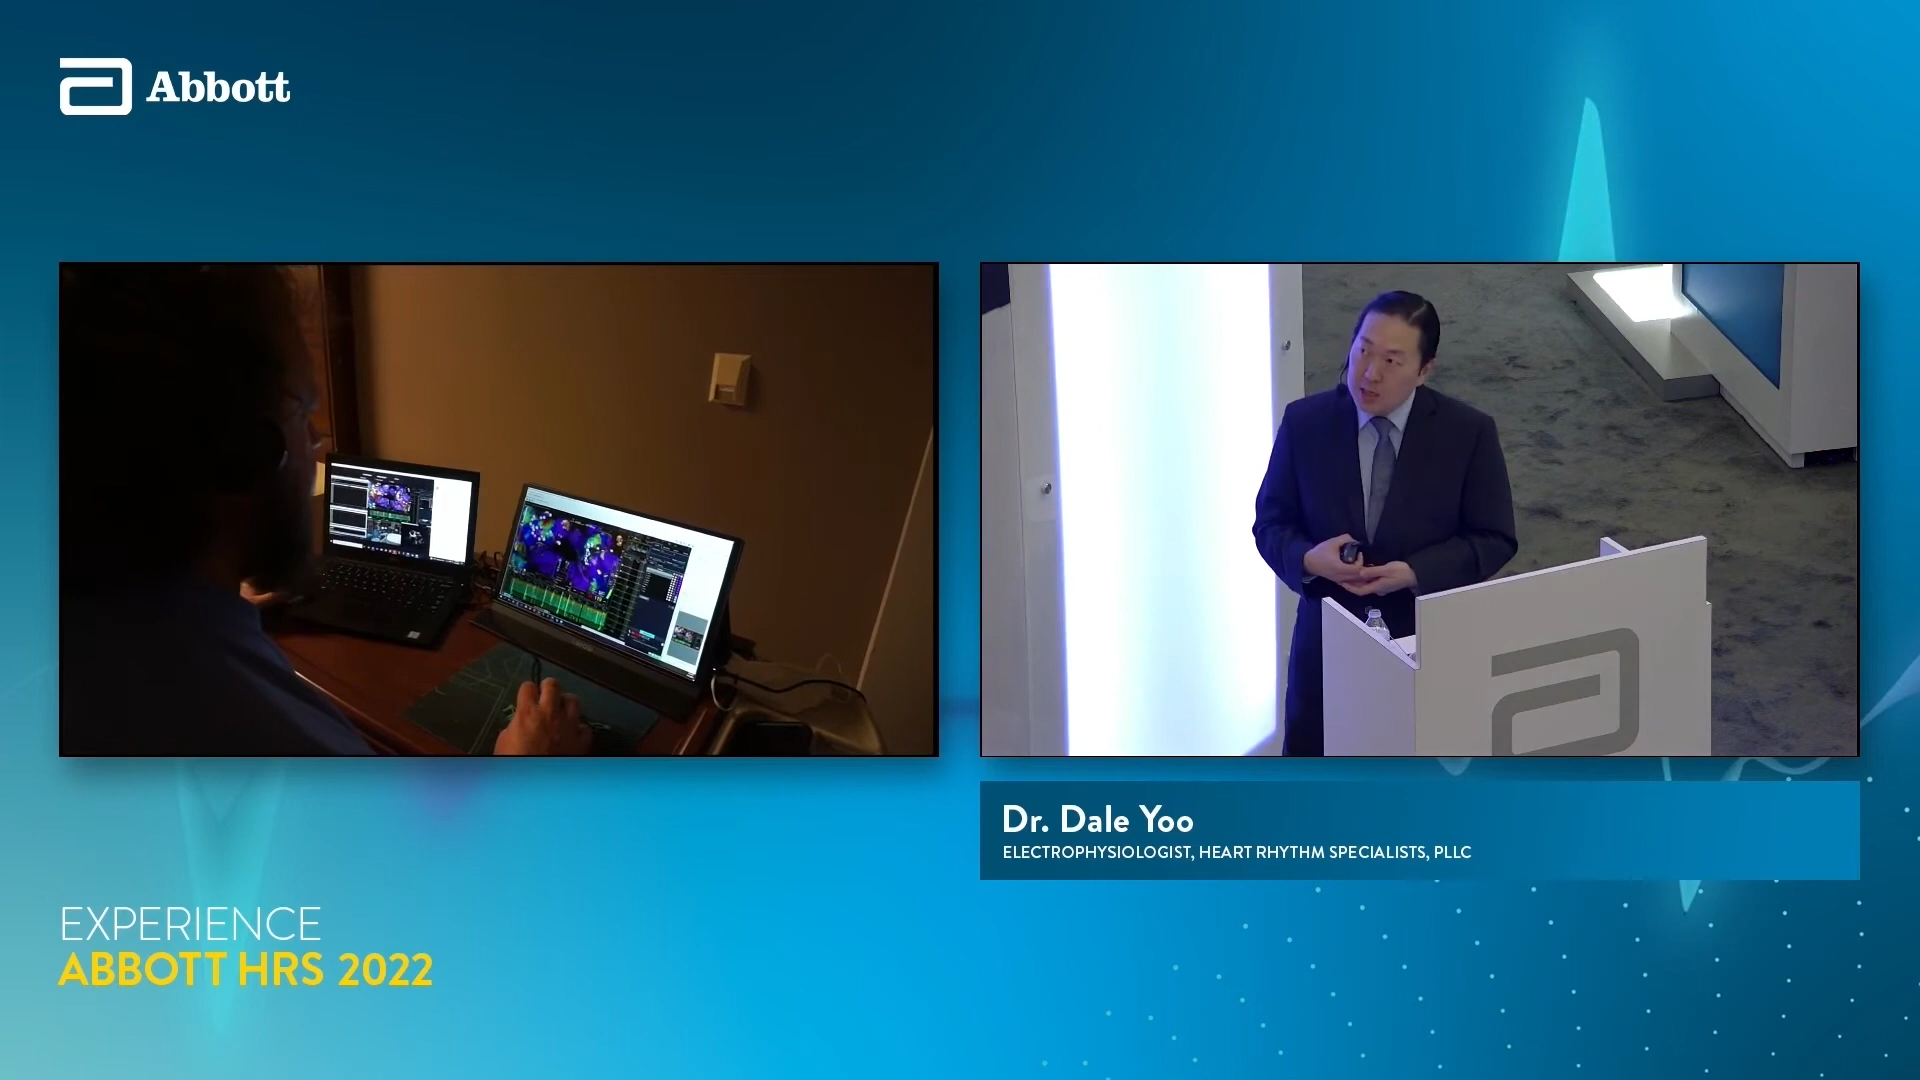 Abbott
Dr. Dale Yoo
ELECTROPHYSIOLOGIST, HEART RHYTHM SPECIALISTS, PLLC
EXPERIENCE
ABBOTT HRS 2022